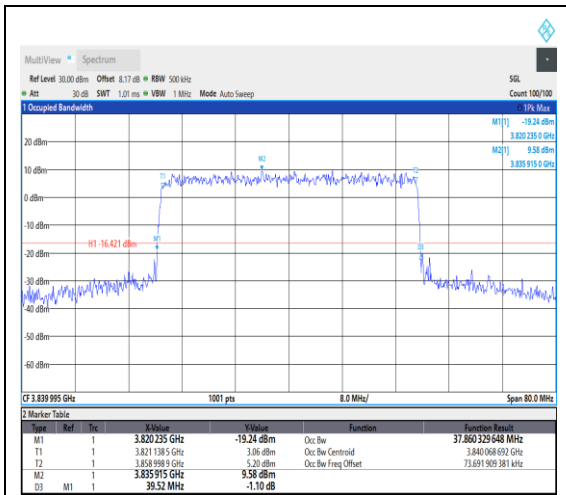 MultiView Spectrum
Ref Level 30.00 dBm Offset 8.17 dB RBW 500 kHz SGL
Att 30 dB SWT 1.01 ms VBW 1 MHz Mode Auto Sweep Count 100/100
1 Occupied Bandwidth 1Pk Max
M1[1] -19.24 dBm
3.820 235 0 GHz
20 dBm
M2[1] 9.58 dBm
3.835 915 0 GHz
M2
T1
10 dBm
0 dBm
-10 dBm
H1 -16.421 dBm
M1
-20 dBm
D3
-30 dBm
-40 dBm
-50 dBm
-60 dBm
CF 3.839 995 GHz 1001 pts 8.0 MHz/ Span 80.0 MHz
2 Marker Table
Type Ref Trc X-Value Y-Value Function Function Result
M1 1 3.820 235 GHz -19.24 dBm Occ Bw 37.860 329 648 MHz
T1 1 3.821 138 5 GHz 3.06 dBm Occ Bw Centroid 3.840 068 692 GHz
T2 1 3.858 998 9 GHz 5.20 dBm Occ Bw Freq Offset 73.691 909 381 kHz
M2 1 3.835 915 GHz 9.58 dBm
D3 M1 1 39.52 MHz -1.10 dB